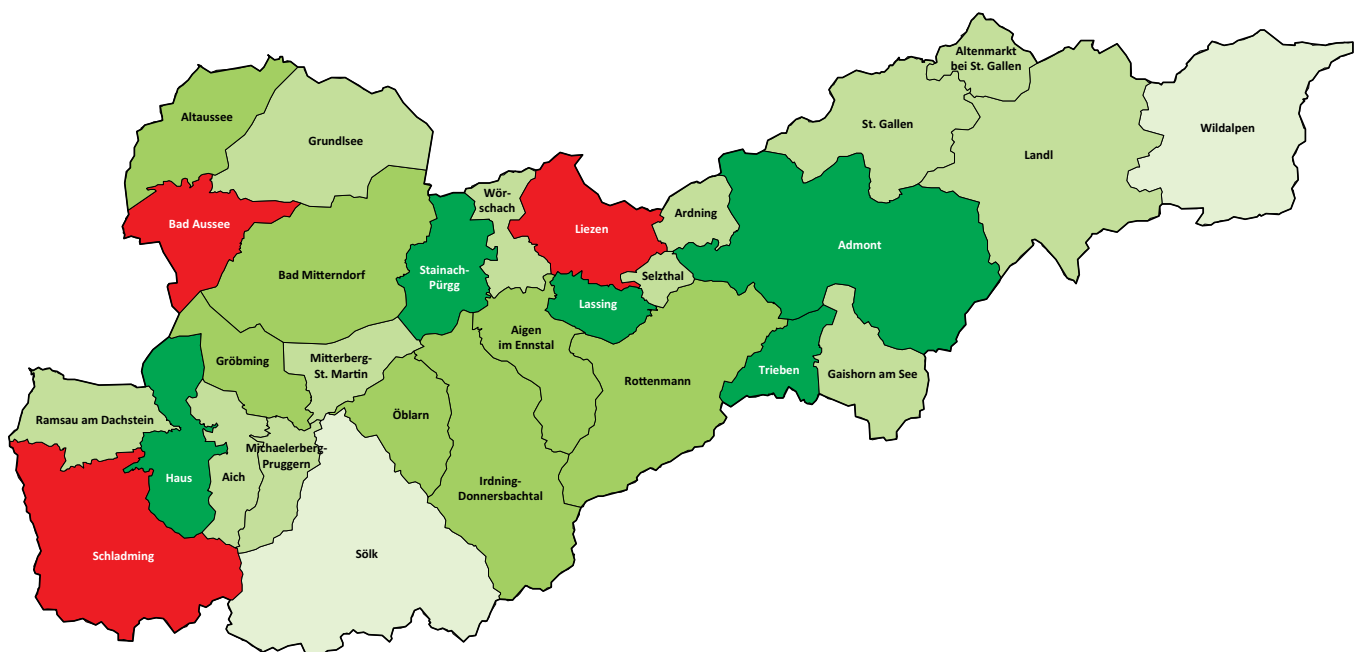 Altenmarkt
bei St. Gallen
Altaussee
St. Gallen
Wildalpen
Grundlsee
Landl
Wör-
schach
Ardning
Bad Aussee
Liezen
Admont
Bad Mitterndorf
Stainach-
Pürgg
Selzthal
Lassing
Aigen
im Ennstal
Gröbming
Mitterberg-
St. Martin
Rottenmann
Trieben
Gaishorn am See
Ramsau am Dachstein
Öblarn
Michaelerberg-
Pruggern
Haus
Aich
Irdning-
Donnersbachtal
Schladming
Sölk